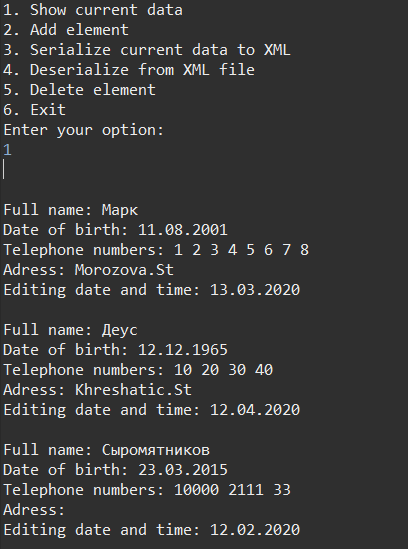 1. Show current data
2. Add element
3. Serialize current data to XML
4. Deserialize from XML file
5. Delete element
6. Exit
Enter your option:
1
Full name: Марк
Date of birth: 11.08.2001
Telephone numbers: 1 2 3 4 5 6 7 8
Adress: Morozova.St
Editing date and time: 13.03.2020
Full name: Деус
Date of birth: 12.12.1965
Telephone numbers: 10 20 30 40
Adress: Khreshatic.St
Editing date and time: 12.04.2020
Full name: Сыромятников
Date of birth: 23.03.2015
Telephone numbers: 10000 2111 33
Adress:
Editing date and time: 12.02.2020